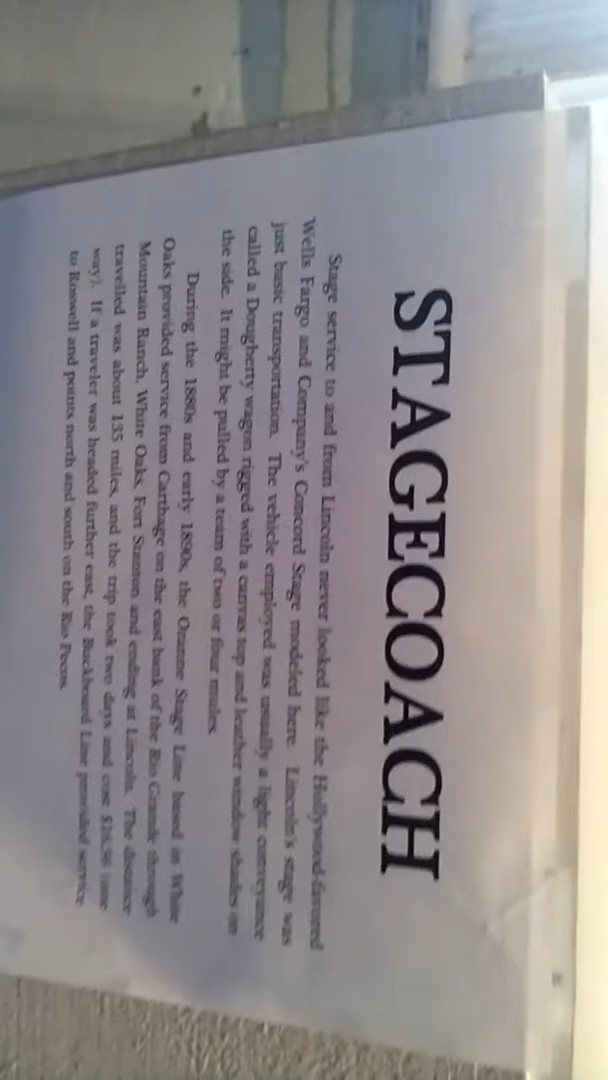 STAGECOACH
Stage service to and from Lincoln never looked like the Hollywood-favored
Wells Fargo and Company's Concord Stage modeled here. Lincoln's stage was
just basic transportation. The vehicle employed was usually a light conveyance
called a Dougherty wagon rigged with a canvas top and leather window shades on
the side. It might be pulled by a team of two or four mules.
During the 1880s and early 1890s, the Ozanne Stage Line based in White
Oaks provided service from Carthage on the east bank of the Rio Grande through
Mountain Ranch, White Oaks, Fort Stanton and ending at Lincoln. The distance
travelled was about 135 miles, and the trip took two days and cost (one
way). If a traveler was headed further east, the Buckboard Line provided service
to Roswell and points north and south on the Rio Pecos.